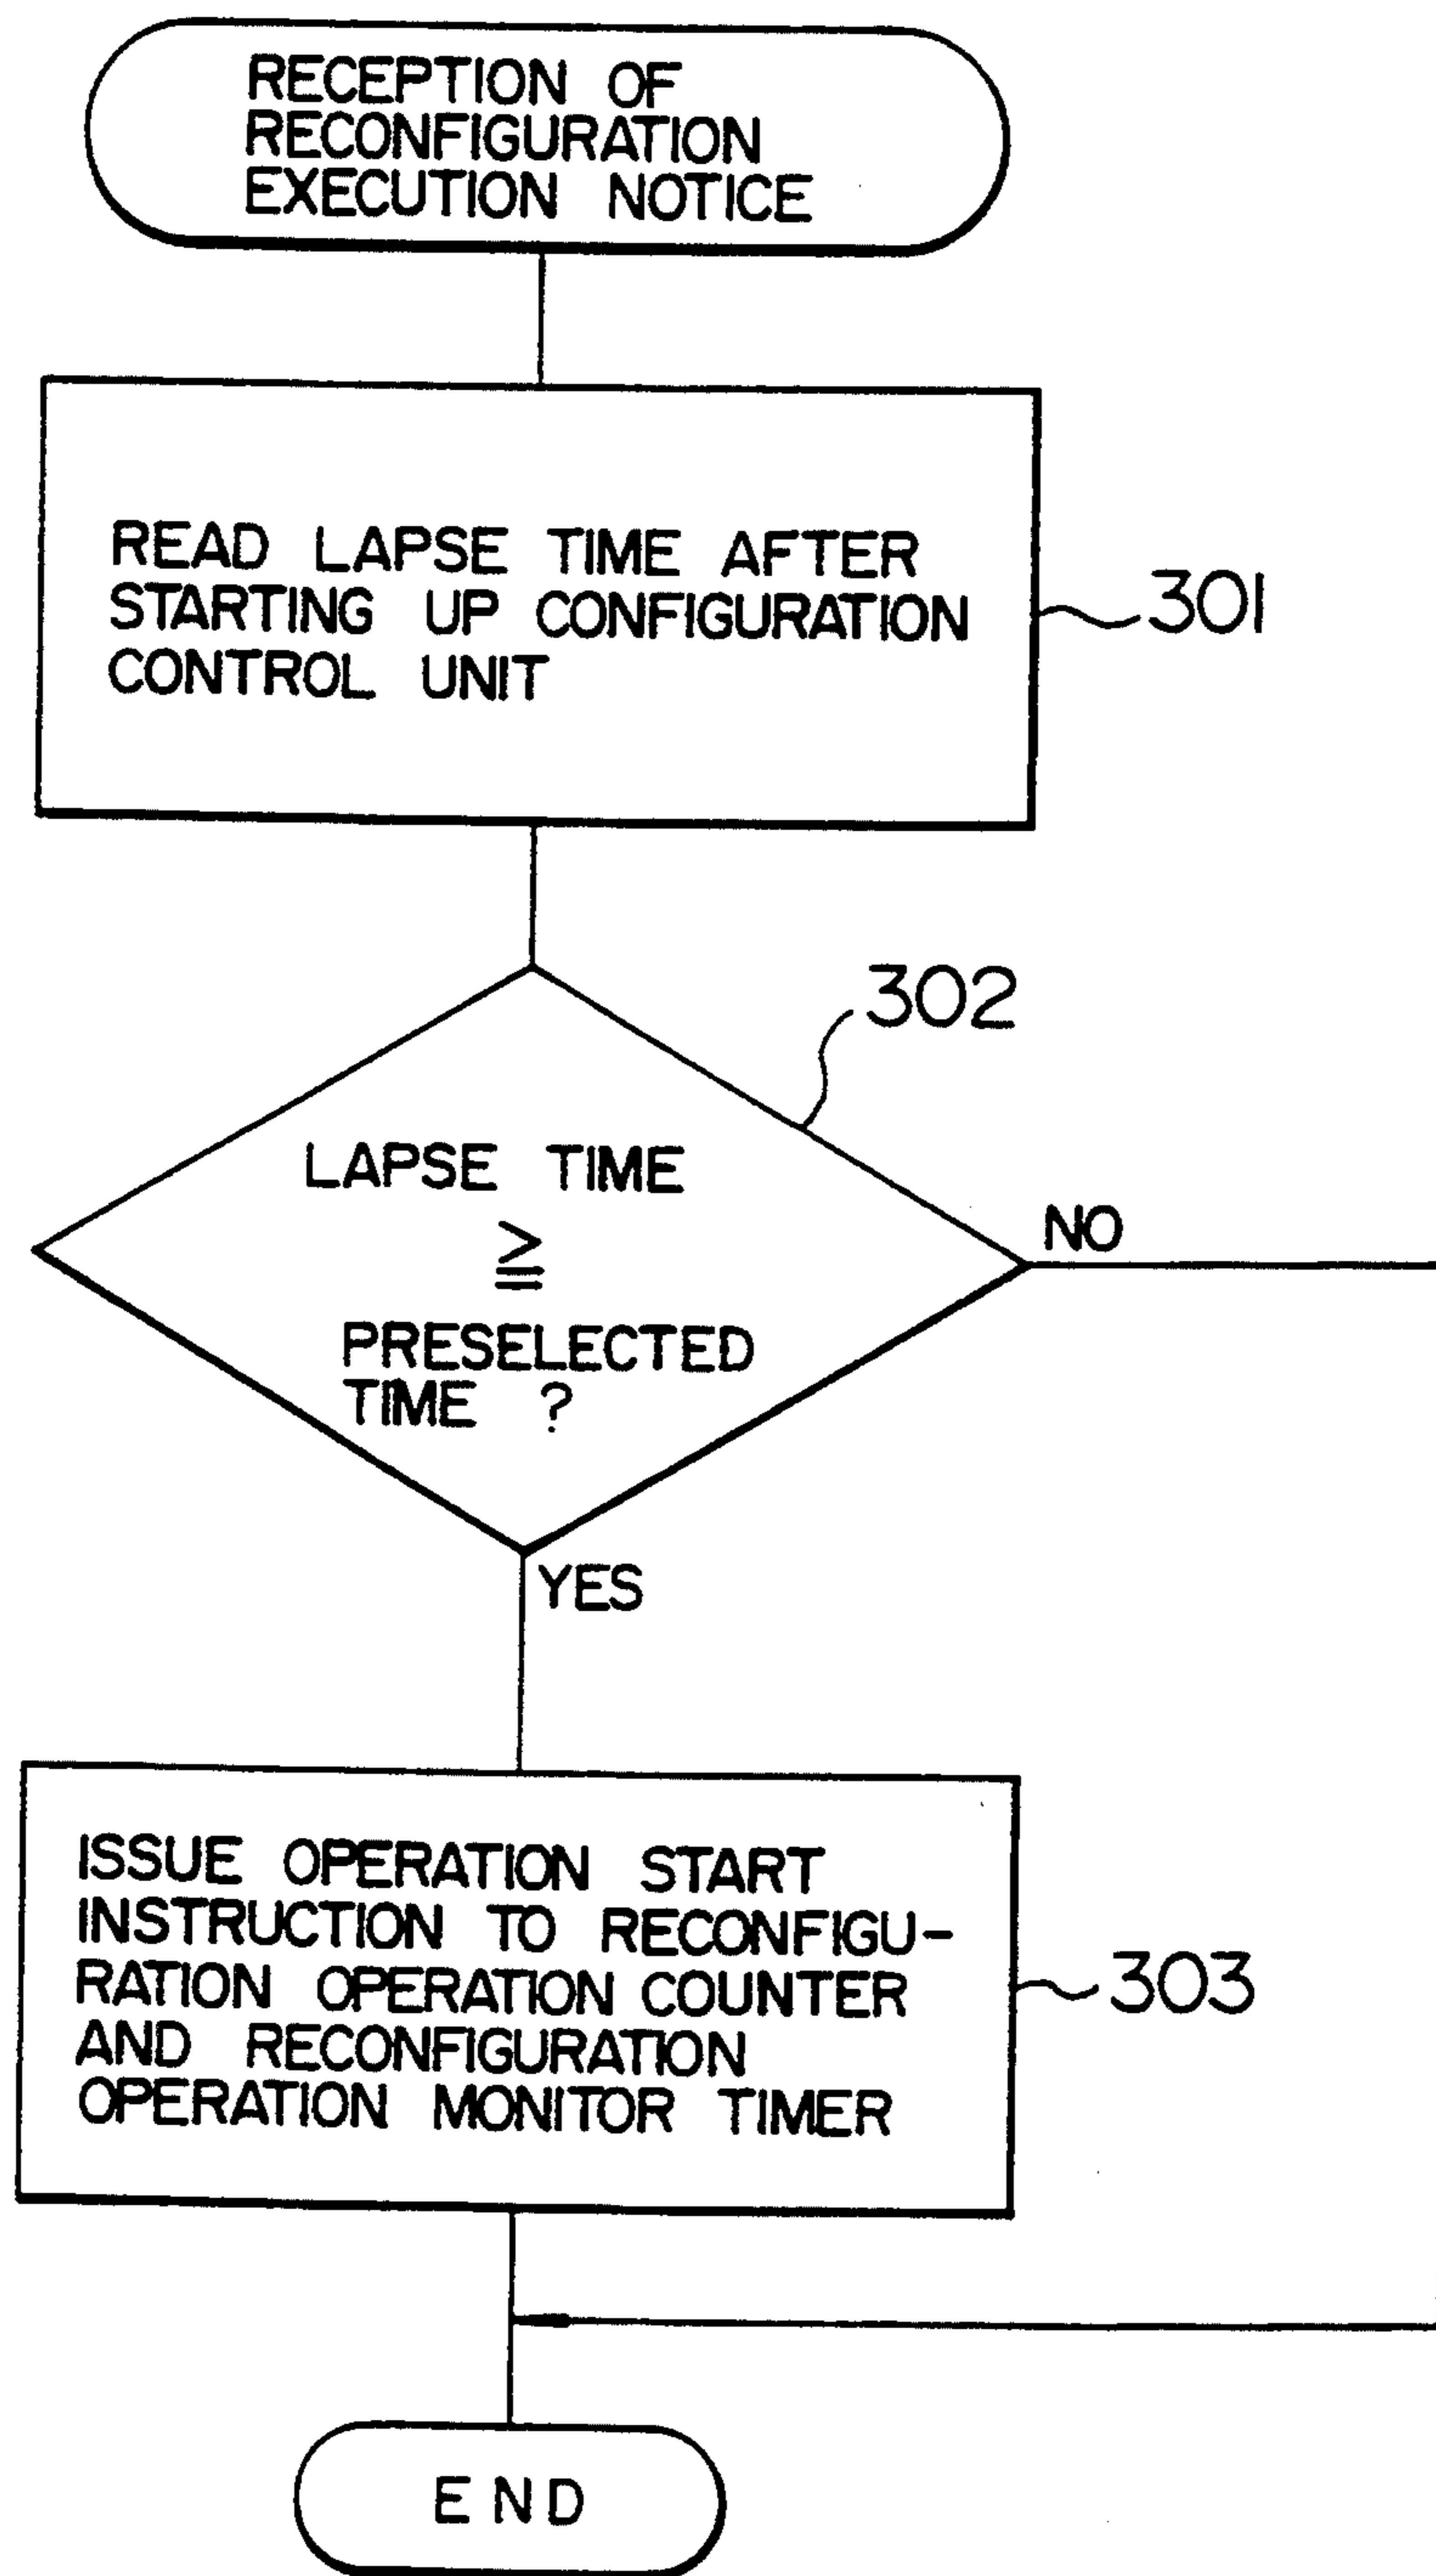 RECEPTION OF
RECONFIGURATION
EXECUTION NOTICE
READ LAPSE TIME AFTER
STARTING UP CONFIGURATION
CONTROL UNIT
301
302
LAPSE TIME
≧
PRESELECTED
TIME ?
NO
YES
ISSUE OPERATION START
INSTRUCTION TO RECONFIGU-
RATION OPERATION COUNTER
AND RECONFIGURATION
OPERATION MONITOR TIMER
303
END